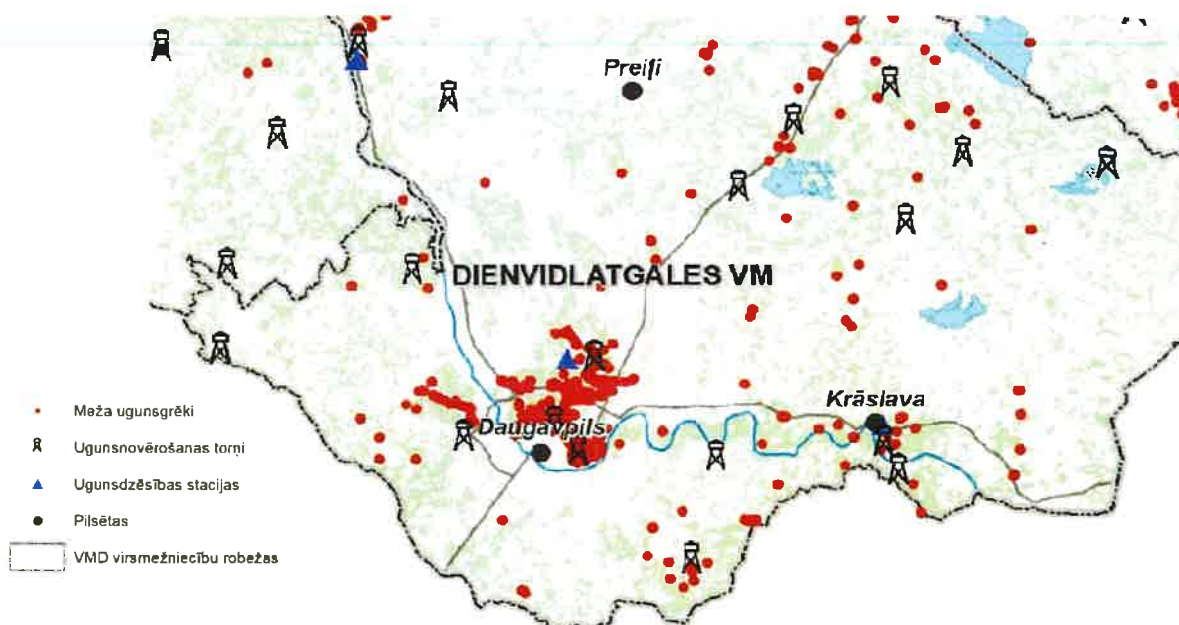 Preiļi
DIENVIDLATGALES VM
Krāslava
Daugavpils
Meža ugunsgrēki
Ugunsnovērošanas torņi
Ugunsdzēsības stacijas
Pilsētas
VMD virsmežniecību robežas